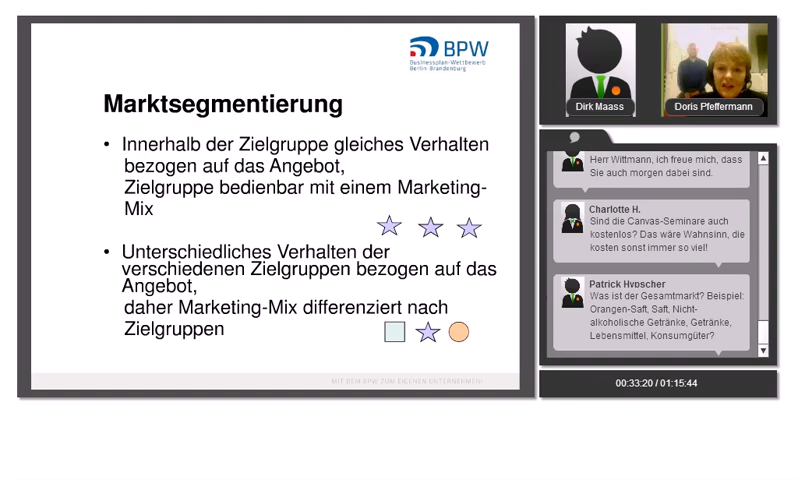 BPW
Businessplan-Wettbewerb
Berlin-Brandenburg
Marktsegmentierung
• Innerhalb der Zielgruppe gleiches Verhalten
bezogen auf das Angebot,
Zielgruppe bedienbar mit einem Marketing-
Mix
• Unterschiedliches Verhalten der
verschiedenen Zielgruppen bezogen auf das
Angebot,
daher Marketing-Mix differenziert nach
Zielgruppen
MIT DEM BPW ZUM EIGENEN UNTERNEHMEN!
Dirk Maass
Doris Pfeffermann
Herr Wittmann, ich freue mich, dass
Sie auch morgen dabei sind.
Charlotte H.
Sind die Canvas-Seminare auch
kostenlos? Das wäre Wahnsinn, die
kosten sonst immer so viel!
Patrick Hypscher
Was ist der Gesamtmarkt? Beispiel:
Orangen-Saft, Saft, Nicht-
alkoholische Getränke, Getränke,
Lebensmittel, Konsumgüter?
00:33:20 / 01:15:44